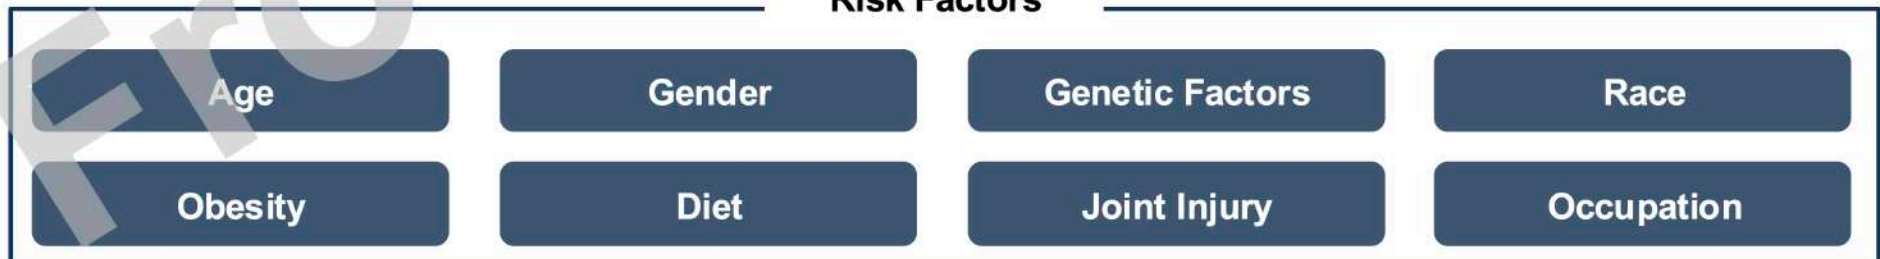 Risk Factors
Age Gender Genetic Factors Race
Obesity Diet Joint Injury Occupation